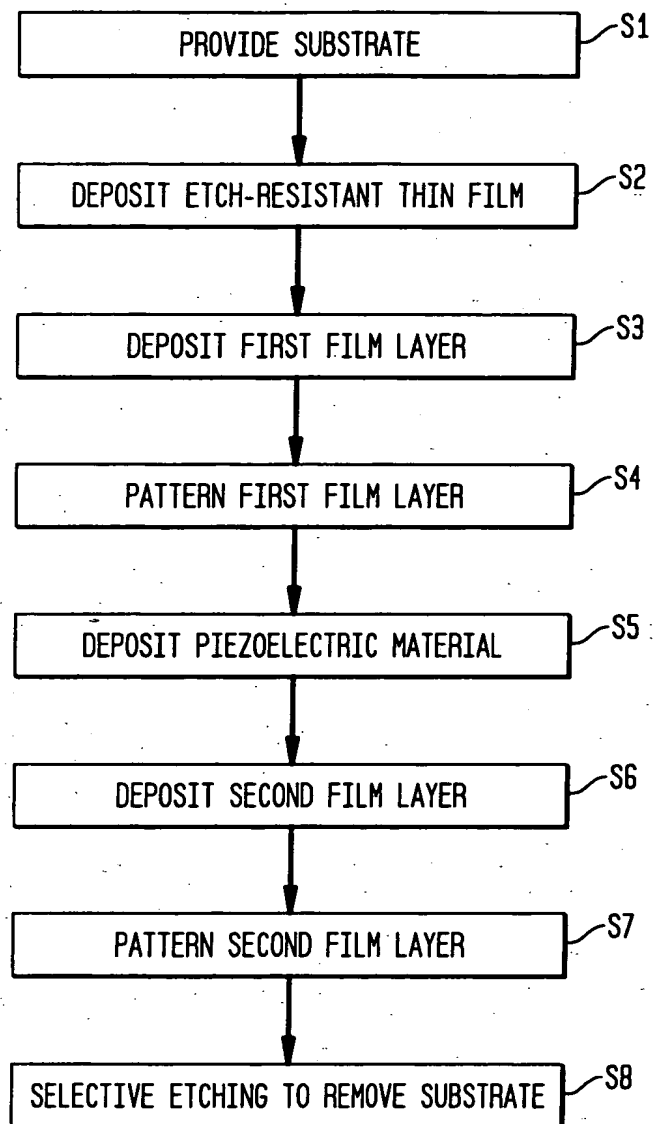 PROVIDE SUBSTRATE
S1
DEPOSIT ETCH-RESISTANT THIN FILM
S2
DEPOSIT FIRST FILM LAYER
S3
PATTERN FIRST FILM LAYER
S4
DEPOSIT PIEZOELECTRIC MATERIAL
S5
DEPOSIT SECOND FILM LAYER
S6
PATTERN SECOND FILM LAYER
S7
SELECTIVE ETCHING TO REMOVE SUBSTRATE
S8